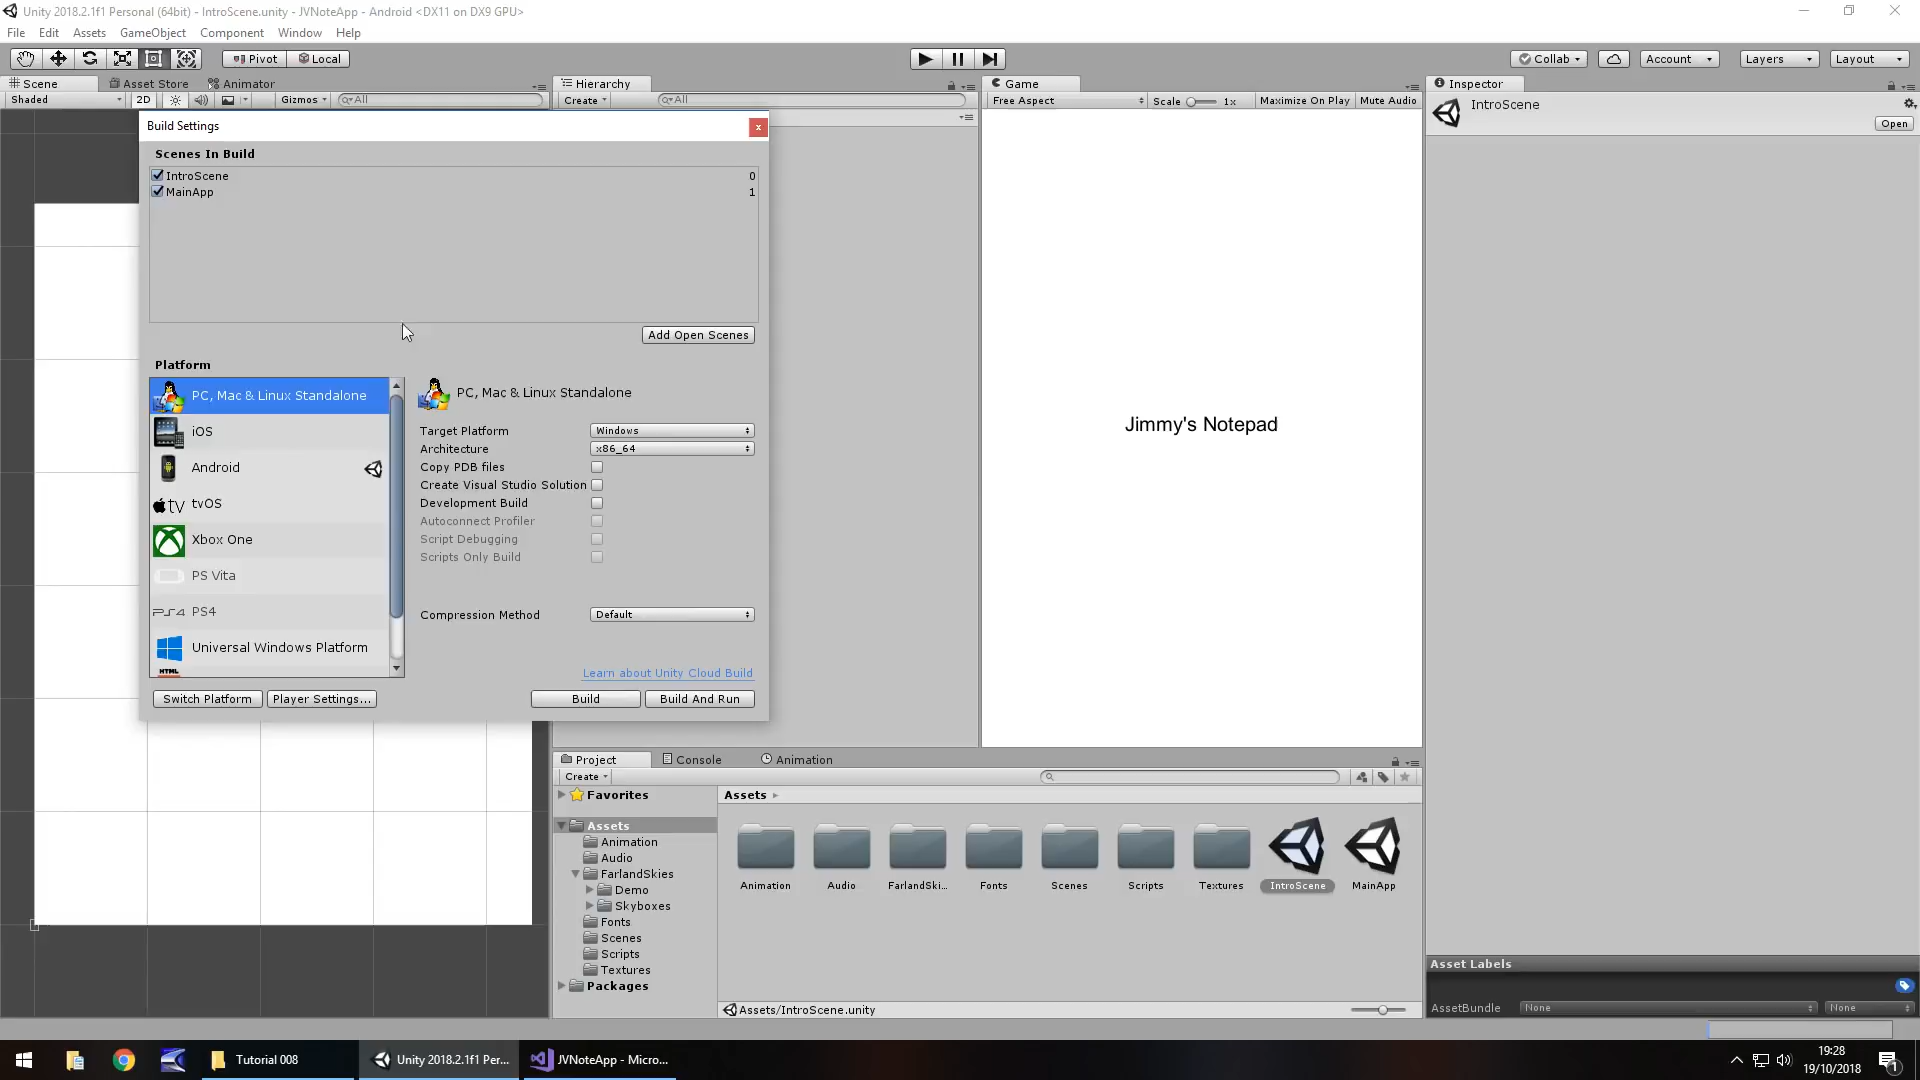 Unity 2018.2.1f1 Personal (64bit) - IntroScene.unity - JVNoteApp - Android <DX11 on DX9 GPU>
File Edit Assets GameObject Component Window Help
Pivot Local Collab Account Layers Layout
Scene Asset Store Animator
Shaded 2D Gizmos All
Hierarchy
Create All
Game
Free Aspect Scale 1x Maximize On Play Mute Audio
Inspector
IntroScene
Open
Build Settings
x
Scenes In Build
IntroScene 0
MainApp 1
Add Open Scenes
Platform
PC, Mac & Linux Standalone
iOS
Android
tv tvOS
Xbox One
PS Vita
PS4
Universal Windows Platform
HTML
PC, Mac & Linux Standalone
Target Platform Windows
Architecture x86_64
Copy PDB files
Create Visual Studio Solution
Development Build
Autoconnect Profiler
Script Debugging
Scripts Only Build
Compression Method Default
Learn about Unity Cloud Build
Switch Platform Player Settings... Build Build And Run
Jimmy's Notepad
Project Console Animation
Create
Favorites
Assets
Animation
Audio
FarlandSkies
Demo
Skyboxes
Fonts
Scenes
Scripts
Textures
Packages
Assets
Animation Audio FarlandSki... Fonts Scenes Scripts Textures IntroScene MainApp
Assets/IntroScene.unity
Asset Labels
AssetBundle None None
Tutorial 008 Unity 2018.2.1f1 Per... JVNoteApp - Micro...
19:28
19/10/2018
1